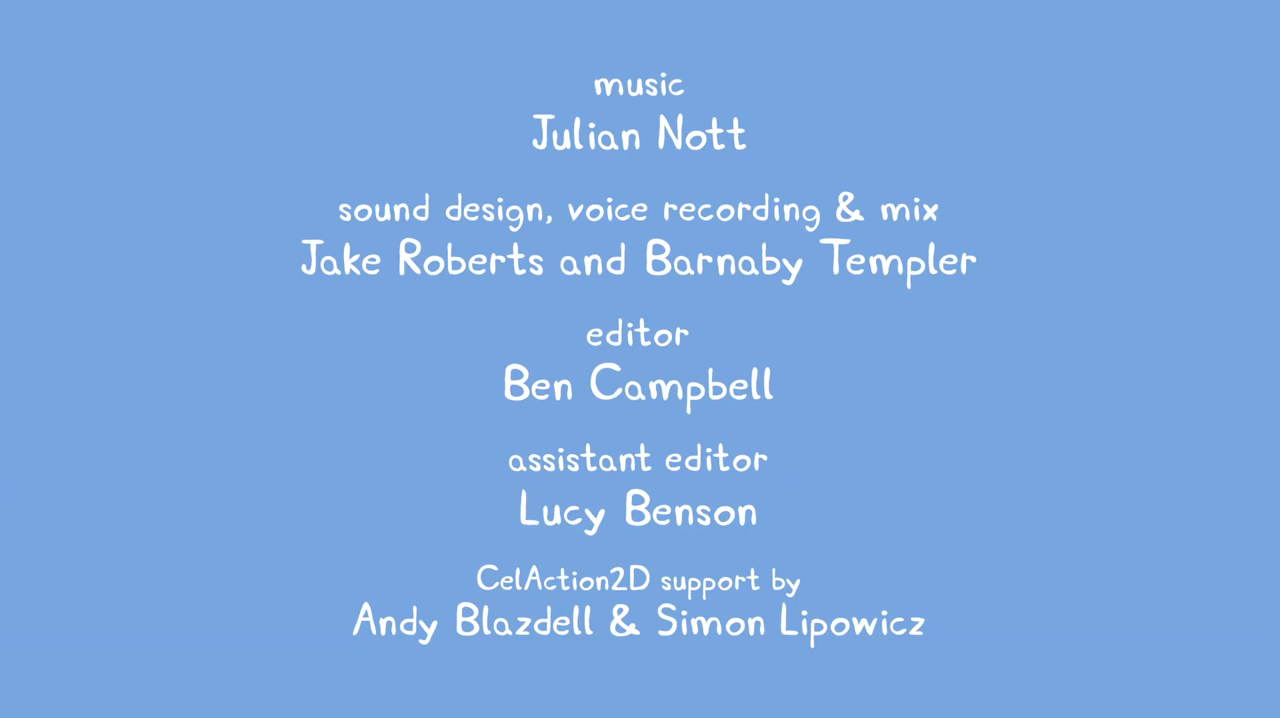 music
Julian Nott
sound design, voice recording & mix
Jake Roberts and Barnaby Templer
editor
Ben Campbell
assistant editor
Lucy Benson
CelAction2D support by
Andy Blazdell & Simon Lipowicz